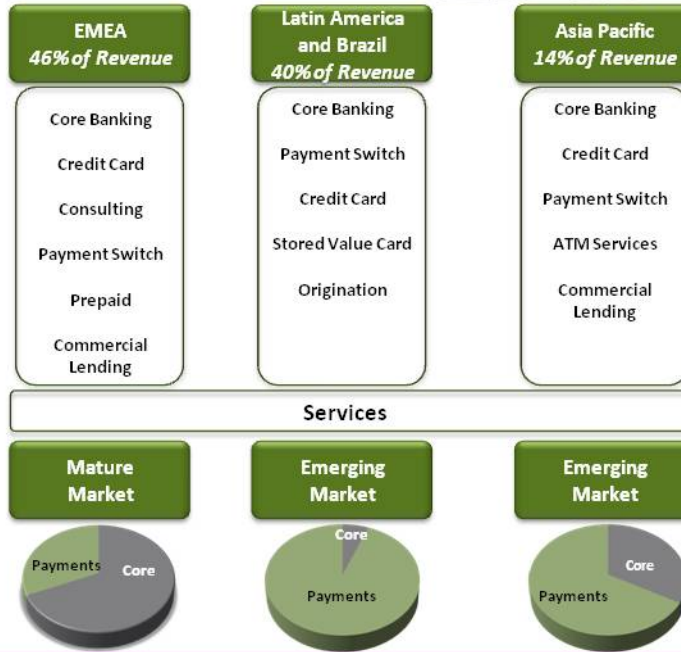 EMEA
46% of Revenue
Core Banking
Credit Card
Consulting
Payment Switch
Prepaid
Commercial
Lending
Latin America
and Brazil
40% of Revenue
Core Banking
Payment Switch
Credit Card
Stored Value Card
Origination
Asia Pacific
14% of Revenue
Core Banking
Credit Card
Payment Switch
ATM Services
Commercial
Lending
Services
Mature
Market
Payments
Core
Emerging
Market
Core
Payments
Emerging
Market
Core
Payments